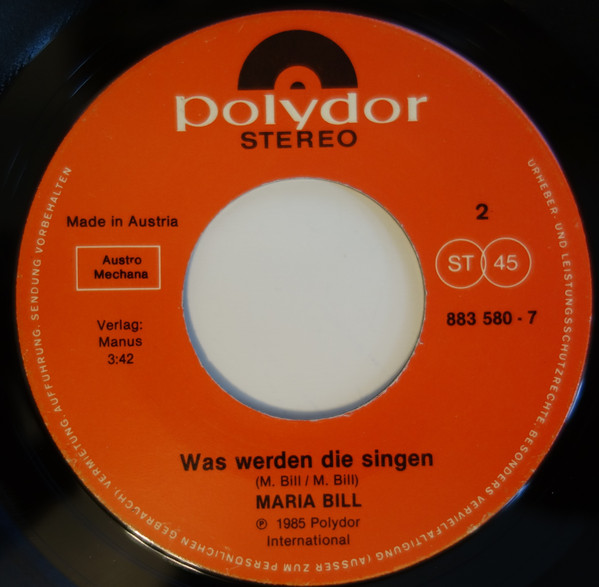 polydor
STEREO
Made in Austria
Austro
Mechana
Verlag:
Manus
3:42
2
ST 45
883 580 - 7
Was werden die singen
(M. Bill / M. Bill)
MARIA BILL
℗ 1985 Polydor
International
URHEBER- UND LEISTUNGSSCHUTZRECHTE, BESONDERS VERVIELFÄLTIGUNG (AUSSER ZUM PERSÖNLICHEN GEBRAUCH), VERMIETUNG, AUFFÜHRUNG, SENDUNG VORBEHALTEN